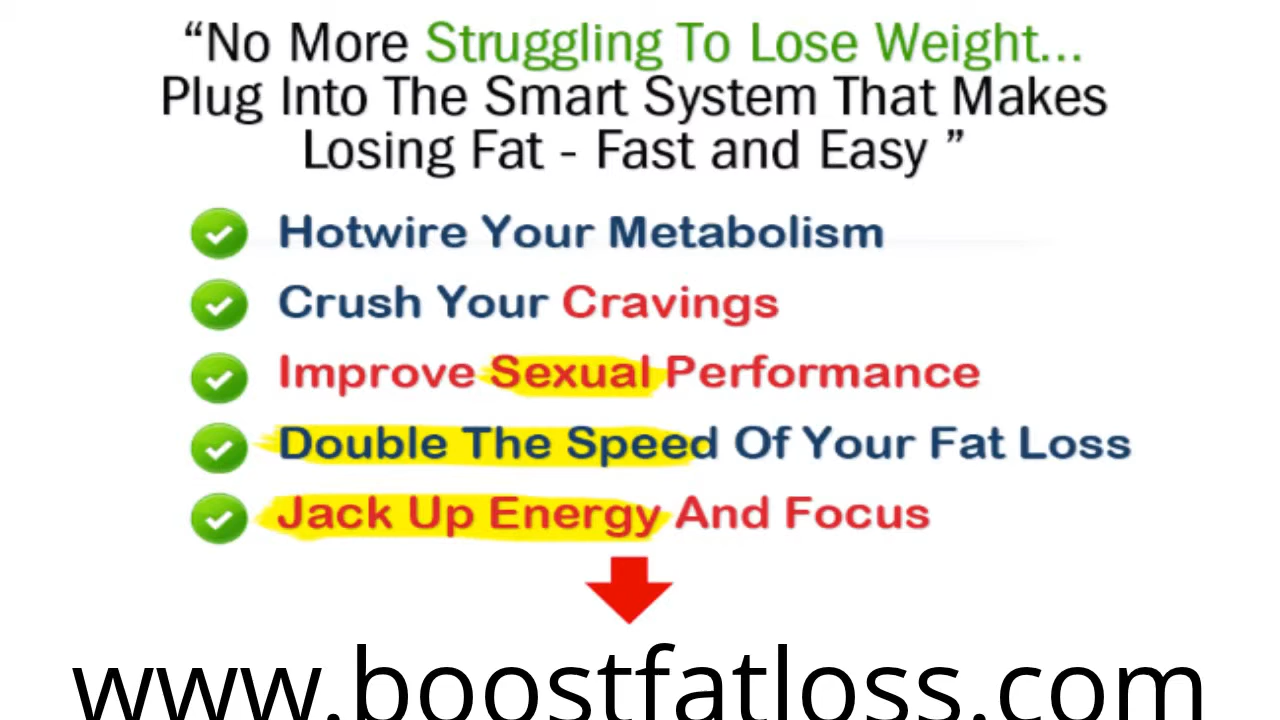 “No More Struggling To Lose Weight...
Plug Into The Smart System That Makes
Losing Fat - Fast and Easy ”
Hotwire Your Metabolism
Crush Your Cravings
Improve Sexual Performance
Double The Speed Of Your Fat Loss
Jack Up Energy And Focus
www.boostfatloss.com